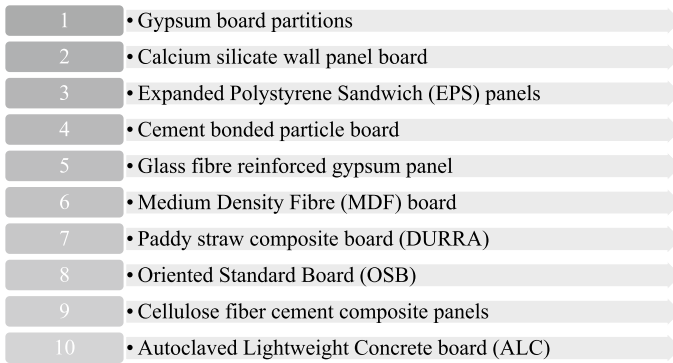 1 • Gypsum board partitions
2 • Calcium silicate wall panel board
3 • Expanded Polystyrene Sandwich (EPS) panels
4 • Cement bonded particle board
5 • Glass fibre reinforced gypsum panel
6 • Medium Density Fibre (MDF) board
7 • Paddy straw composite board (DURRA)
8 • Oriented Standard Board (OSB)
9 • Cellulose fiber cement composite panels
10 • Autoclaved Lightweight Concrete board (ALC)